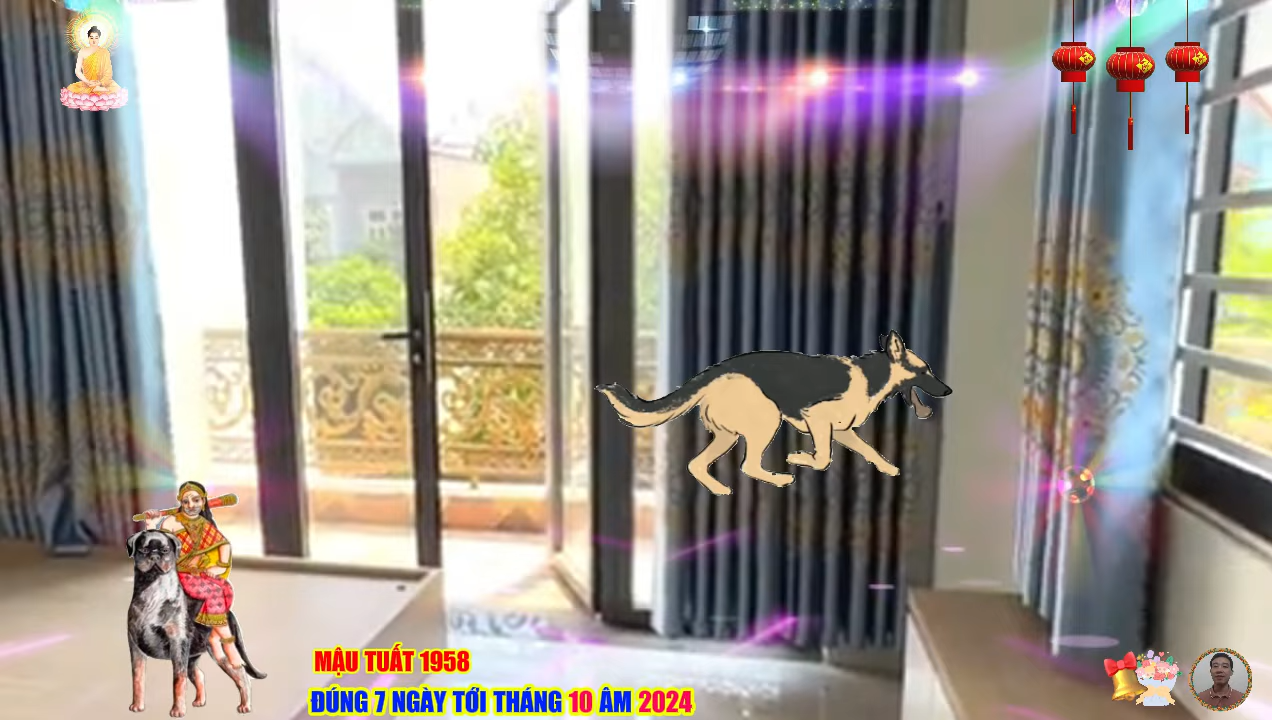 MẬU TUẤT 1958
ĐÚNG 7 NGÀY TỚI THÁNG 10 ÂM 2024